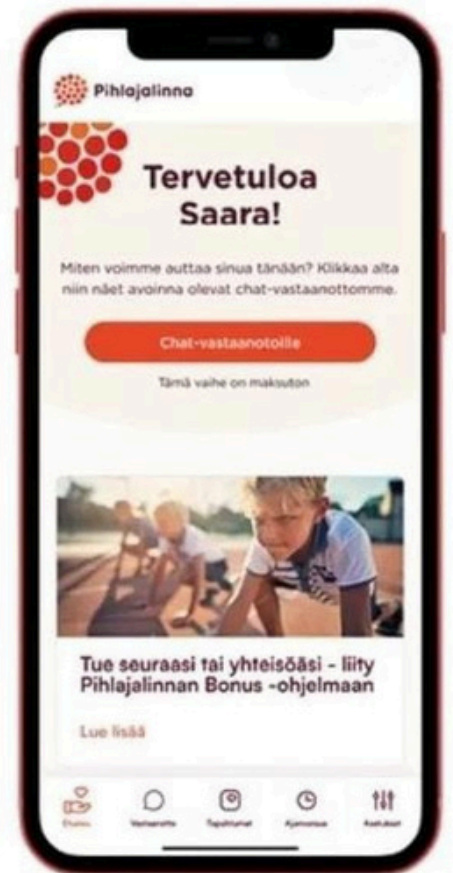 Pihlajalinna
Tervetuloa
Saara!
Miten voimme auttaa sinua tänään? Klikkaa alta
niin näet avoinna olevat chat-vastaanottomme.
Chat-vastaanotoille
Tämä vaihe on maksuton
Tue seuraasi tai yhteisöäsi - liity
Pihlajalinnan Bonus -ohjelmaan
Lue lisää
Etusivu Vastaanotto Tapahtumat Ajanvaraus Asetukset